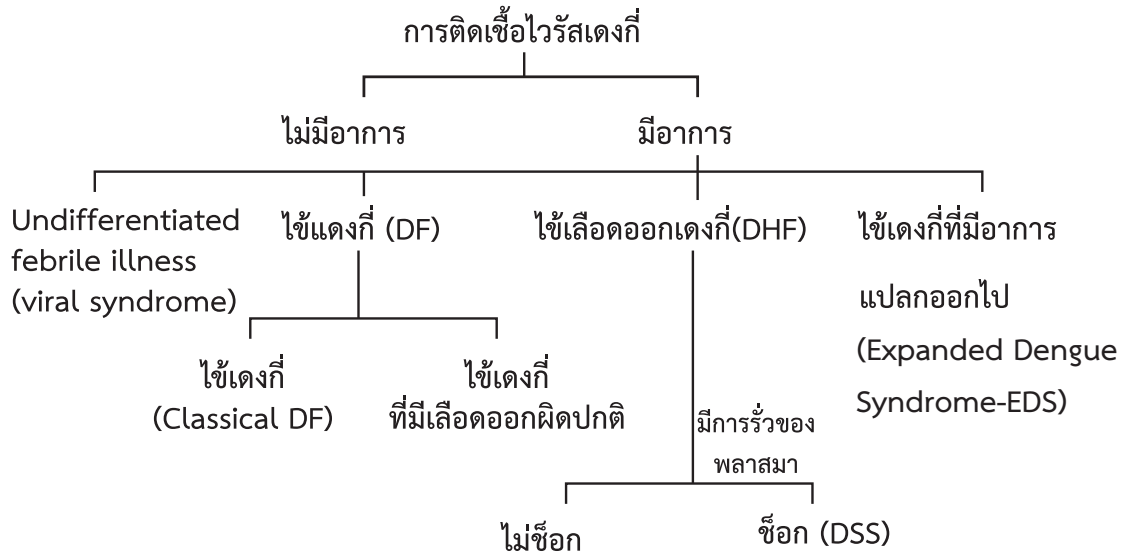 การติดเชื้อไวรัสเดงกี่
ไม่มีอาการ
มีอาการ
Undifferentiated
febrile illness
(viral syndrome)
ไข้แดงกี่ (DF)
ไข้เลือดออกเดงกี่(DHF)
ไข้เดงกี่ที่มีอาการ
แปลกออกไป
(Expanded Dengue
Syndrome-EDS)
ไข้เดงกี่
(Classical DF)
ไข้เดงกี่
ที่มีเลือดออกผิดปกติ
มีการรั่วของ
พลาสมา
ไม่ช็อก
ช็อก (DSS)